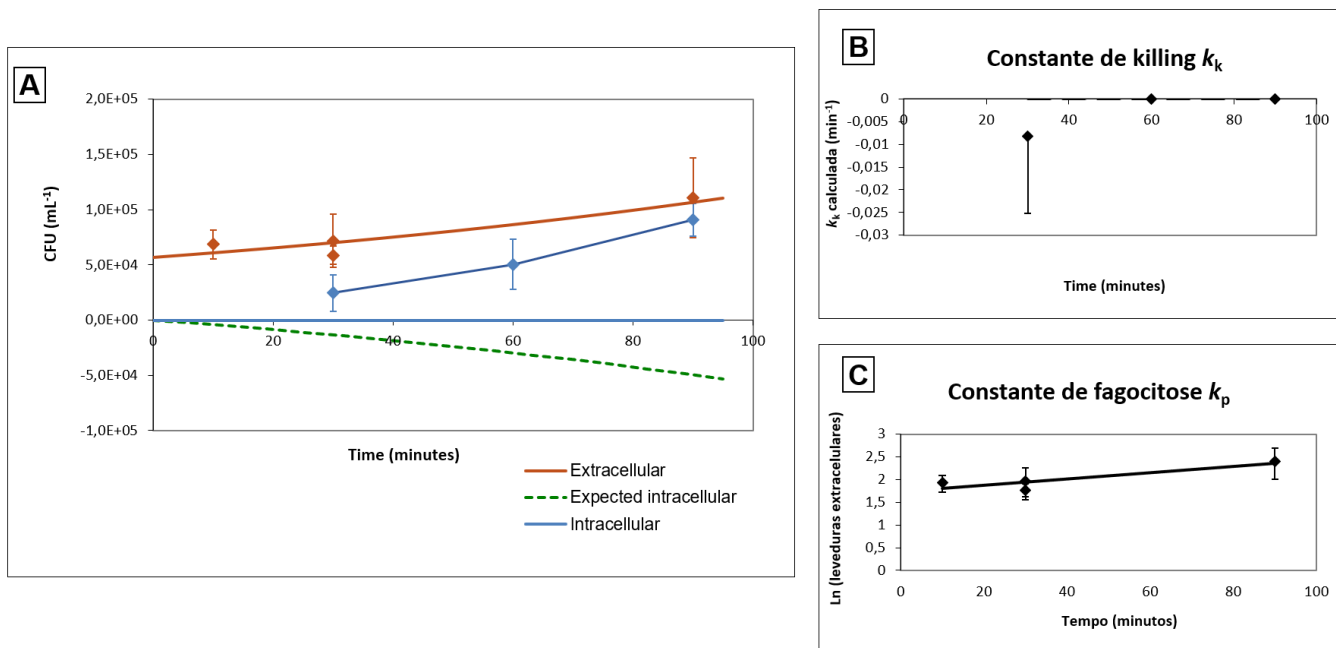 A
2,0E+05
1,5E+05
1,0E+05
5,0E+04
0,0E+00
-5,0E+04
-1,0E+05
CFU (mL-1)
0 20 40 60 80 100
Time (minutes)
Extracellular
Expected intracellular
Intracellular
B
Constante de killing kk
0
-0,005
-0,01
-0,015
-0,02
-0,025
-0,03
kk calculada (min-1)
0 20 40 60 80 100
Time (minutes)
C
Constante de fagocitose kp
3
2,5
2
1,5
1
0,5
0
Ln (leveduras extracelulares)
0 20 40 60 80 100
Tempo (minutos)